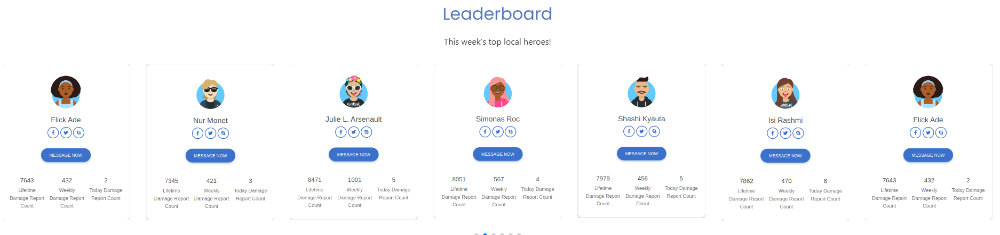 Leaderboard
This week's top local heroes!
Flick Ade
MESSAGE NOW
7643 432 2
Lifetime Weekly Today Damage
Damage Report Damage Report Report Count
Count Count
Nur Monet
MESSAGE NOW
7345 421 3
Lifetime Weekly Today Damage
Damage Report Damage Report Report Count
Count Count
CUMBIA!
Julie L. Arsenault
MESSAGE NOW
8471 1001 5
Lifetime Weekly Today Damage
Damage Report Damage Report Report Count
Count Count
Simonas Roc
MESSAGE NOW
8051 567 4
Lifetime Weekly Today Damage
Damage Report Damage Report Report Count
Count Count
Shashi Kyauta
MESSAGE NOW
7979 456 5
Lifetime Weekly Today Damage
Damage Report Damage Report Report Count
Count Count
CUMBIA!
Isi Rashmi
MESSAGE NOW
7862 470 6
Lifetime Weekly Today Damage
Damage Report Damage Report Report Count
Count Count
Flick Ade
MESSAGE NOW
7643 432 2
Lifetime Weekly Today Damage
Damage Report Damage Report Report Count
Count Count